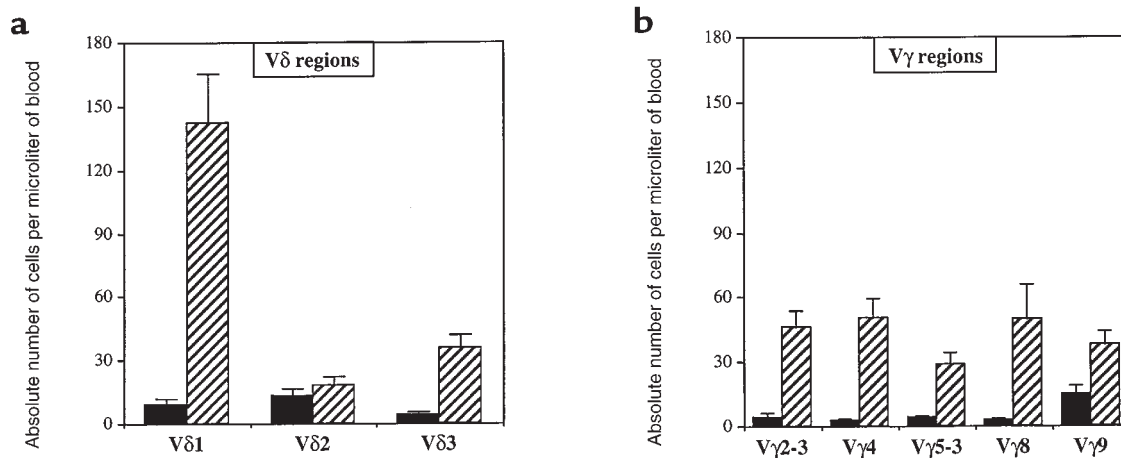 a
Vδ regions
Absolute number of cells per microliter of blood
180
150
120
90
60
30
0
Vδ1 Vδ2 Vδ3
b
Vγ regions
Absolute number of cells per microliter of blood
180
150
120
90
60
30
0
Vγ2-3 Vγ4 Vγ5-3 Vγ8 Vγ9